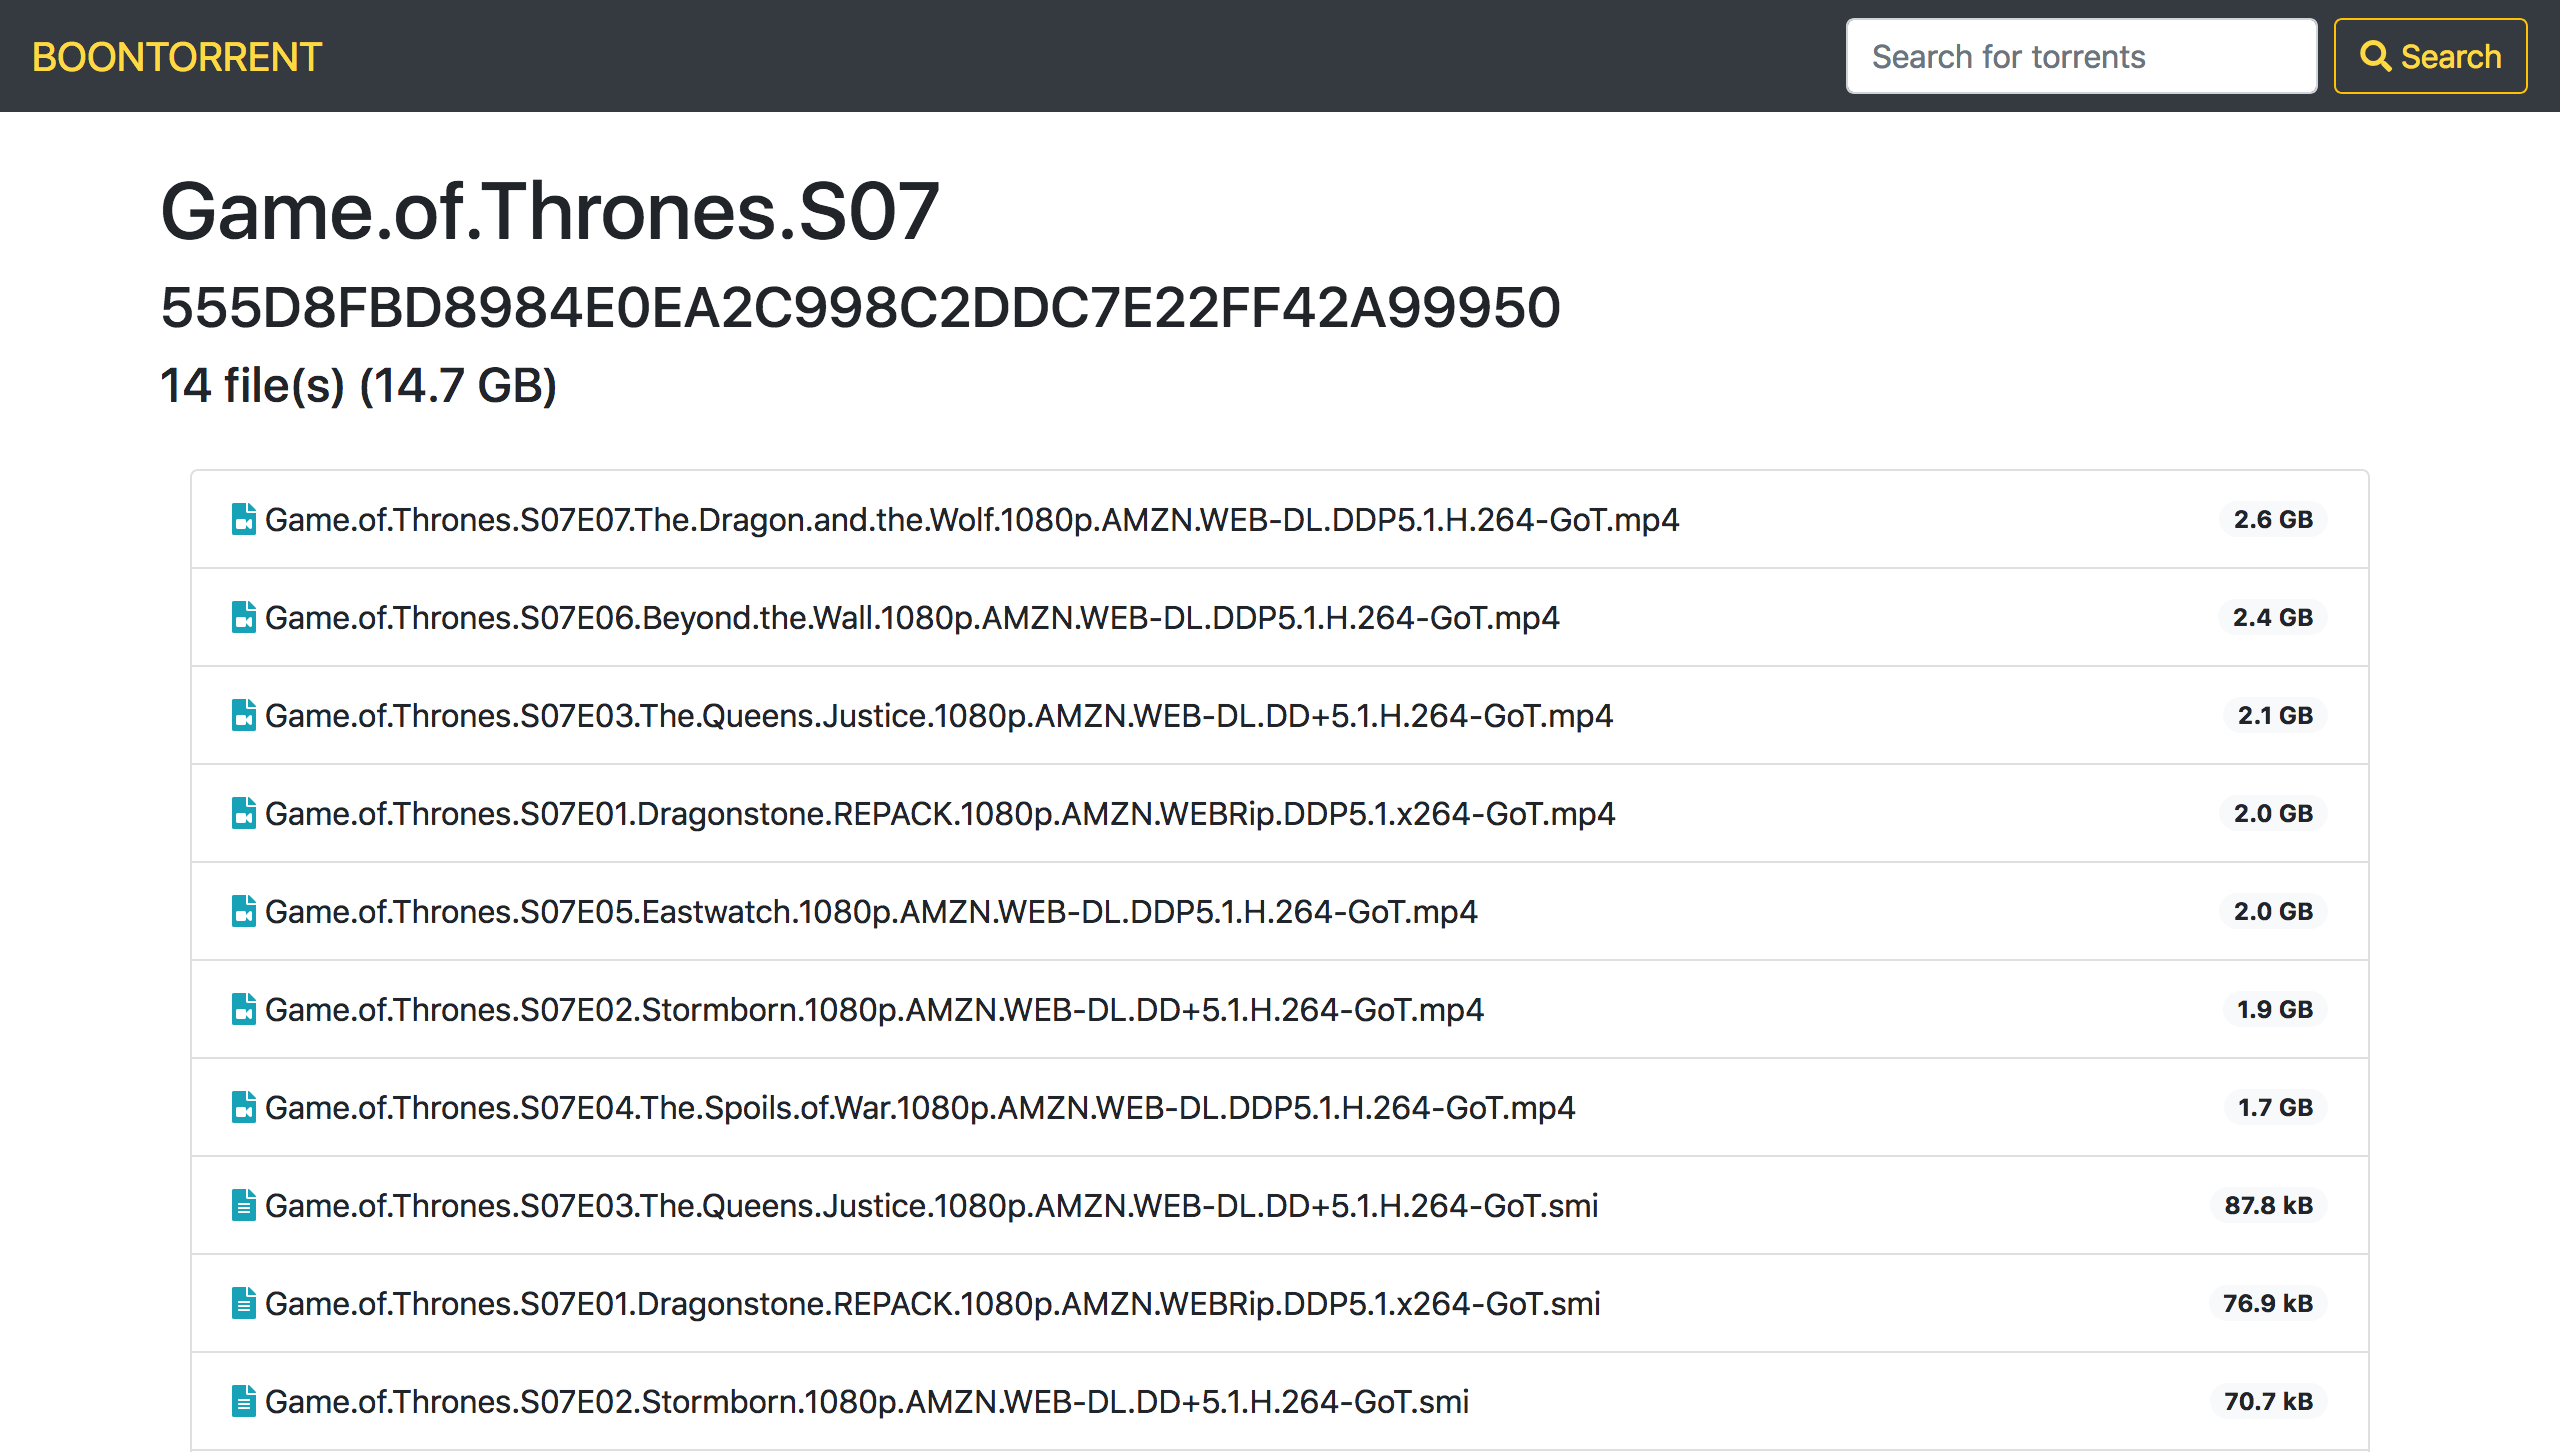 BOONTORRENT
Search for torrents
Search
Game.of.Thrones.S07
555D8FBD8984E0EA2C998C2DDC7E22FF42A99950
14 file(s) (14.7 GB)
Game.of.Thrones.S07E07.The.Dragon.and.the.Wolf.1080p.AMZN.WEB-DL.DDP5.1.H.264-GoT.mp4 2.6 GB
Game.of.Thrones.S07E06.Beyond.the.Wall.1080p.AMZN.WEB-DL.DDP5.1.H.264-GoT.mp4 2.4 GB
Game.of.Thrones.S07E03.The.Queens.Justice.1080p.AMZN.WEB-DL.DD+5.1.H.264-GoT.mp4 2.1 GB
Game.of.Thrones.S07E01.Dragonstone.REPACK.1080p.AMZN.WEBRip.DDP5.1.x264-GoT.mp4 2.0 GB
Game.of.Thrones.S07E05.Eastwatch.1080p.AMZN.WEB-DL.DDP5.1.H.264-GoT.mp4 2.0 GB
Game.of.Thrones.S07E02.Stormborn.1080p.AMZN.WEB-DL.DD+5.1.H.264-GoT.mp4 1.9 GB
Game.of.Thrones.S07E04.The.Spoils.of.War.1080p.AMZN.WEB-DL.DDP5.1.H.264-GoT.mp4 1.7 GB
Game.of.Thrones.S07E03.The.Queens.Justice.1080p.AMZN.WEB-DL.DD+5.1.H.264-GoT.smi 87.8 kB
Game.of.Thrones.S07E01.Dragonstone.REPACK.1080p.AMZN.WEBRip.DDP5.1.x264-GoT.smi 76.9 kB
Game.of.Thrones.S07E02.Stormborn.1080p.AMZN.WEB-DL.DD+5.1.H.264-GoT.smi 70.7 kB